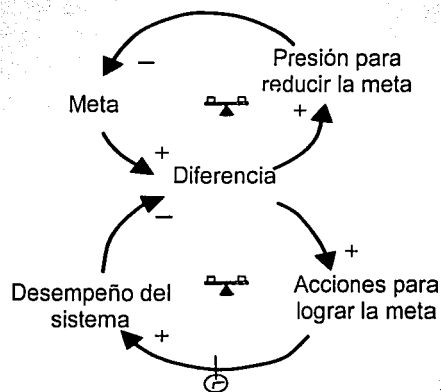 Presión para
reducir la meta
−
Meta
+
+
Diferencia
−
+
Desempeño del
sistema
Acciones para
lograr la meta
+